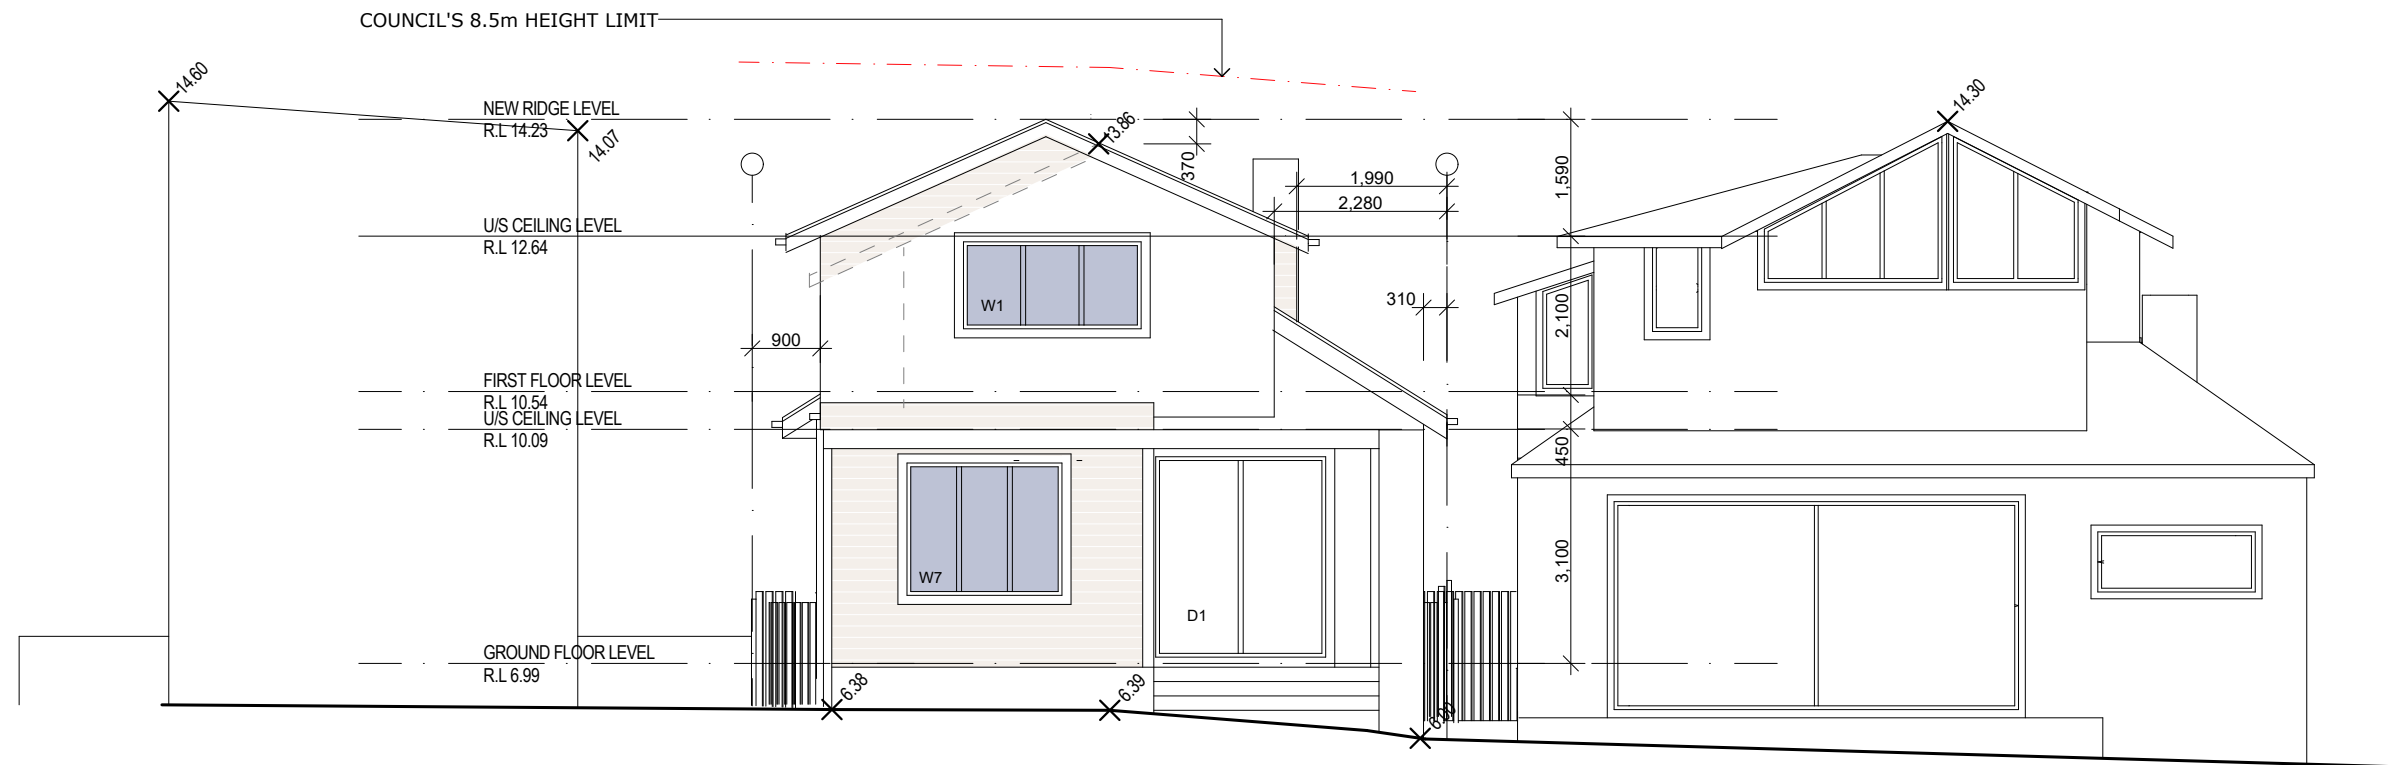 COUNCIL'S 8.5m HEIGHT LIMIT
14.60
NEW RIDGE LEVEL
R.L 14.23
14.07
13.86
370
14.30
1,590
1,990
2,280
U/S CEILING LEVEL
R.L 12.64
W1
310
2,100
900
FIRST FLOOR LEVEL
R.L 10.54
U/S CEILING LEVEL
R.L 10.09
450
3,100
W7
D1
GROUND FLOOR LEVEL
R.L 6.99
6.38
6.39